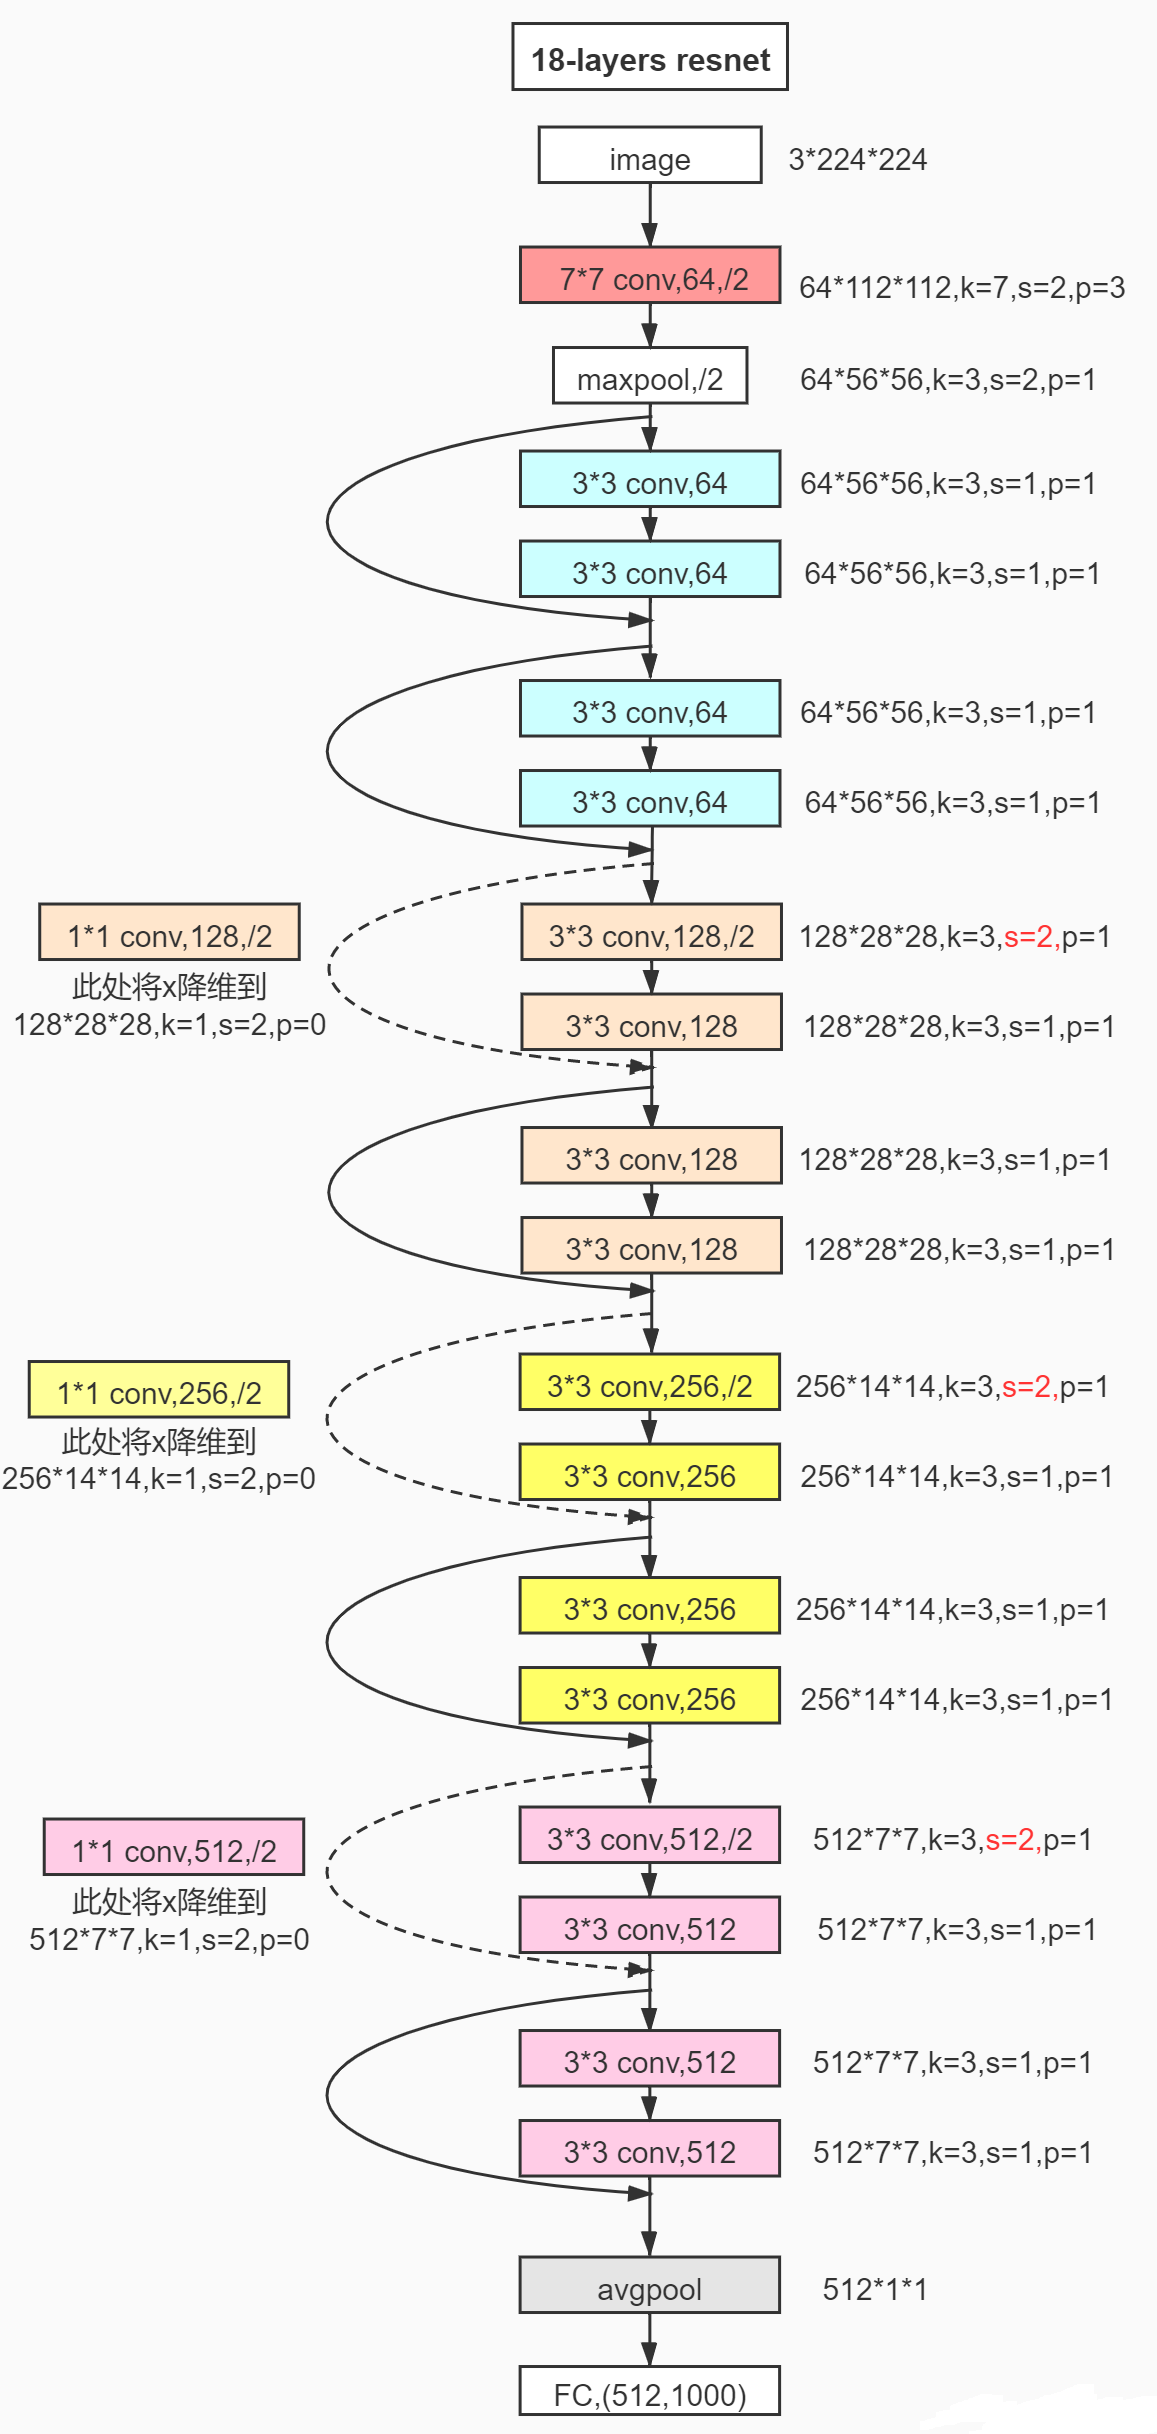 18-layers resnet
image 3*224*224
7*7 conv,64,/2 64*112*112,k=7,s=2,p=3
maxpool,/2 64*56*56,k=3,s=2,p=1
3*3 conv,64 64*56*56,k=3,s=1,p=1
3*3 conv,64 64*56*56,k=3,s=1,p=1
3*3 conv,64 64*56*56,k=3,s=1,p=1
3*3 conv,64 64*56*56,k=3,s=1,p=1
1*1 conv,128,/2 3*3 conv,128,/2 128*28*28,k=3,s=2,p=1
此处将x降维到
128*28*28,k=1,s=2,p=0 3*3 conv,128 128*28*28,k=3,s=1,p=1
3*3 conv,128 128*28*28,k=3,s=1,p=1
3*3 conv,128 128*28*28,k=3,s=1,p=1
1*1 conv,256,/2 3*3 conv,256,/2 256*14*14,k=3,s=2,p=1
此处将x降维到
256*14*14,k=1,s=2,p=0 3*3 conv,256 256*14*14,k=3,s=1,p=1
3*3 conv,256 256*14*14,k=3,s=1,p=1
3*3 conv,256 256*14*14,k=3,s=1,p=1
1*1 conv,512,/2 3*3 conv,512,/2 512*7*7,k=3,s=2,p=1
此处将x降维到
512*7*7,k=1,s=2,p=0 3*3 conv,512 512*7*7,k=3,s=1,p=1
3*3 conv,512 512*7*7,k=3,s=1,p=1
3*3 conv,512 512*7*7,k=3,s=1,p=1
avgpool 512*1*1
FC,(512,1000)